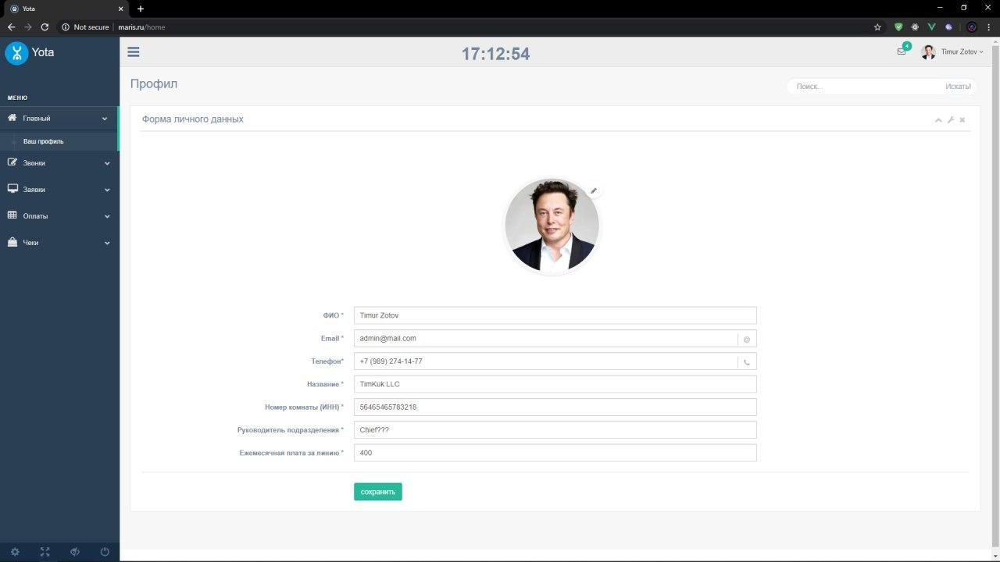 Yota
Not secure | maris.ru/home
Yota
17:12:54
4
Timur Zotov
Профил
Поиск...
Искать!
МЕНЮ
Главный
Ваш профиль
Звонки
Заявки
Оплаты
Чеки
Форма личного данных
ФИО *
Timur Zotov
Email *
admin@mail.com
@
Телефон*
+7 (989) 274-14-77
Название *
TimKuk LLC
Номер комнаты (ИНН) *
56465465783218
Руководитель подразделения *
Chief???
Ежемесячная плата за линию *
400
сохранить